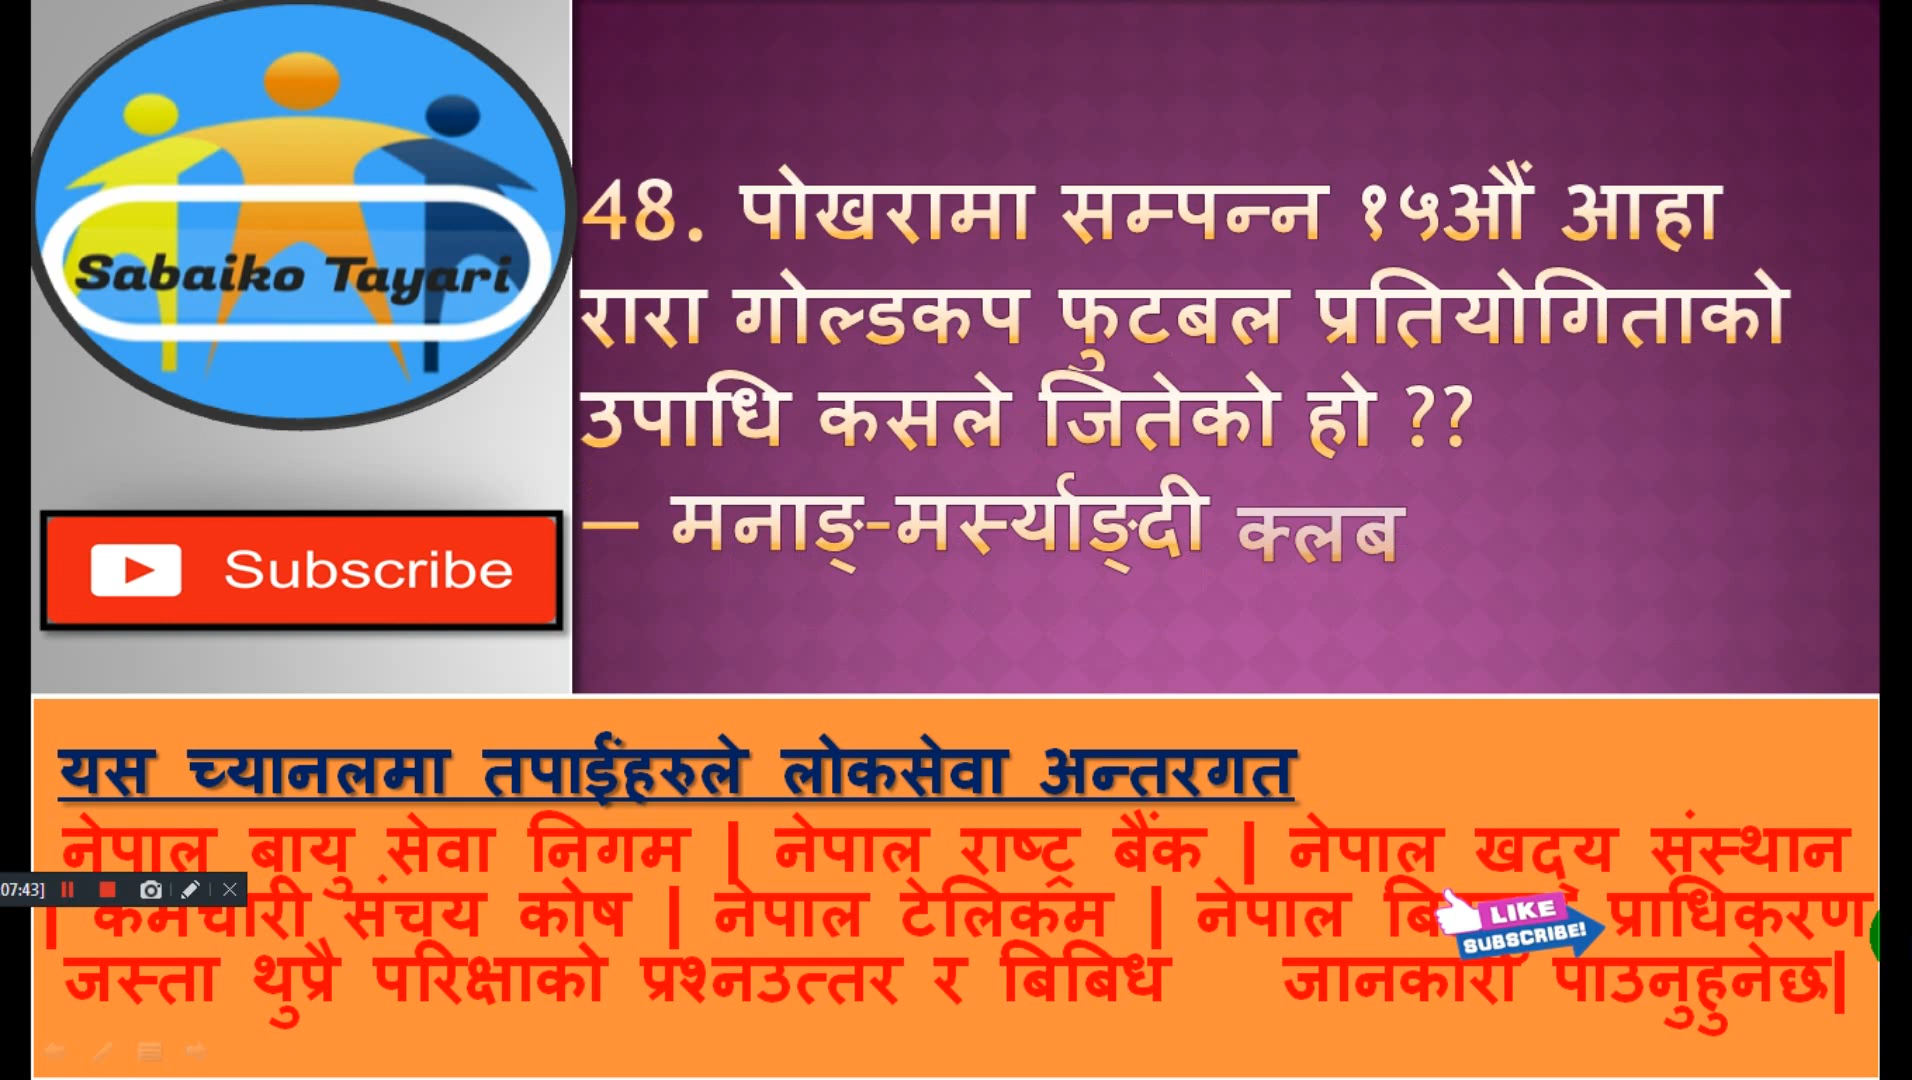 Sabaiko Tayari
Subscribe
48. पोखरामा सम्पन्न १५औं आहा
रारा गोल्डकप फुटबल प्रतियोगिताको
उपाधि कसले जितेको हो ??
– मनाङ्-मर्स्याङ्दी क्लब
यस च्यानलमा तपाईंहरुले लोकसेवा अन्तरगत
नेपाल बायु सेवा निगम | नेपाल राष्ट्र बैंक | नेपाल खद्य संस्थान
| कर्मचारी संचय कोष | नेपाल टेलिकम | नेपाल प्राधिकरण
जस्ता थुप्रै परिक्षाको प्रश्नउत्तर र बिबिध जानकारी पाउनुहुनेछ|
07:43]
LIKE
SUBSCRIBE!